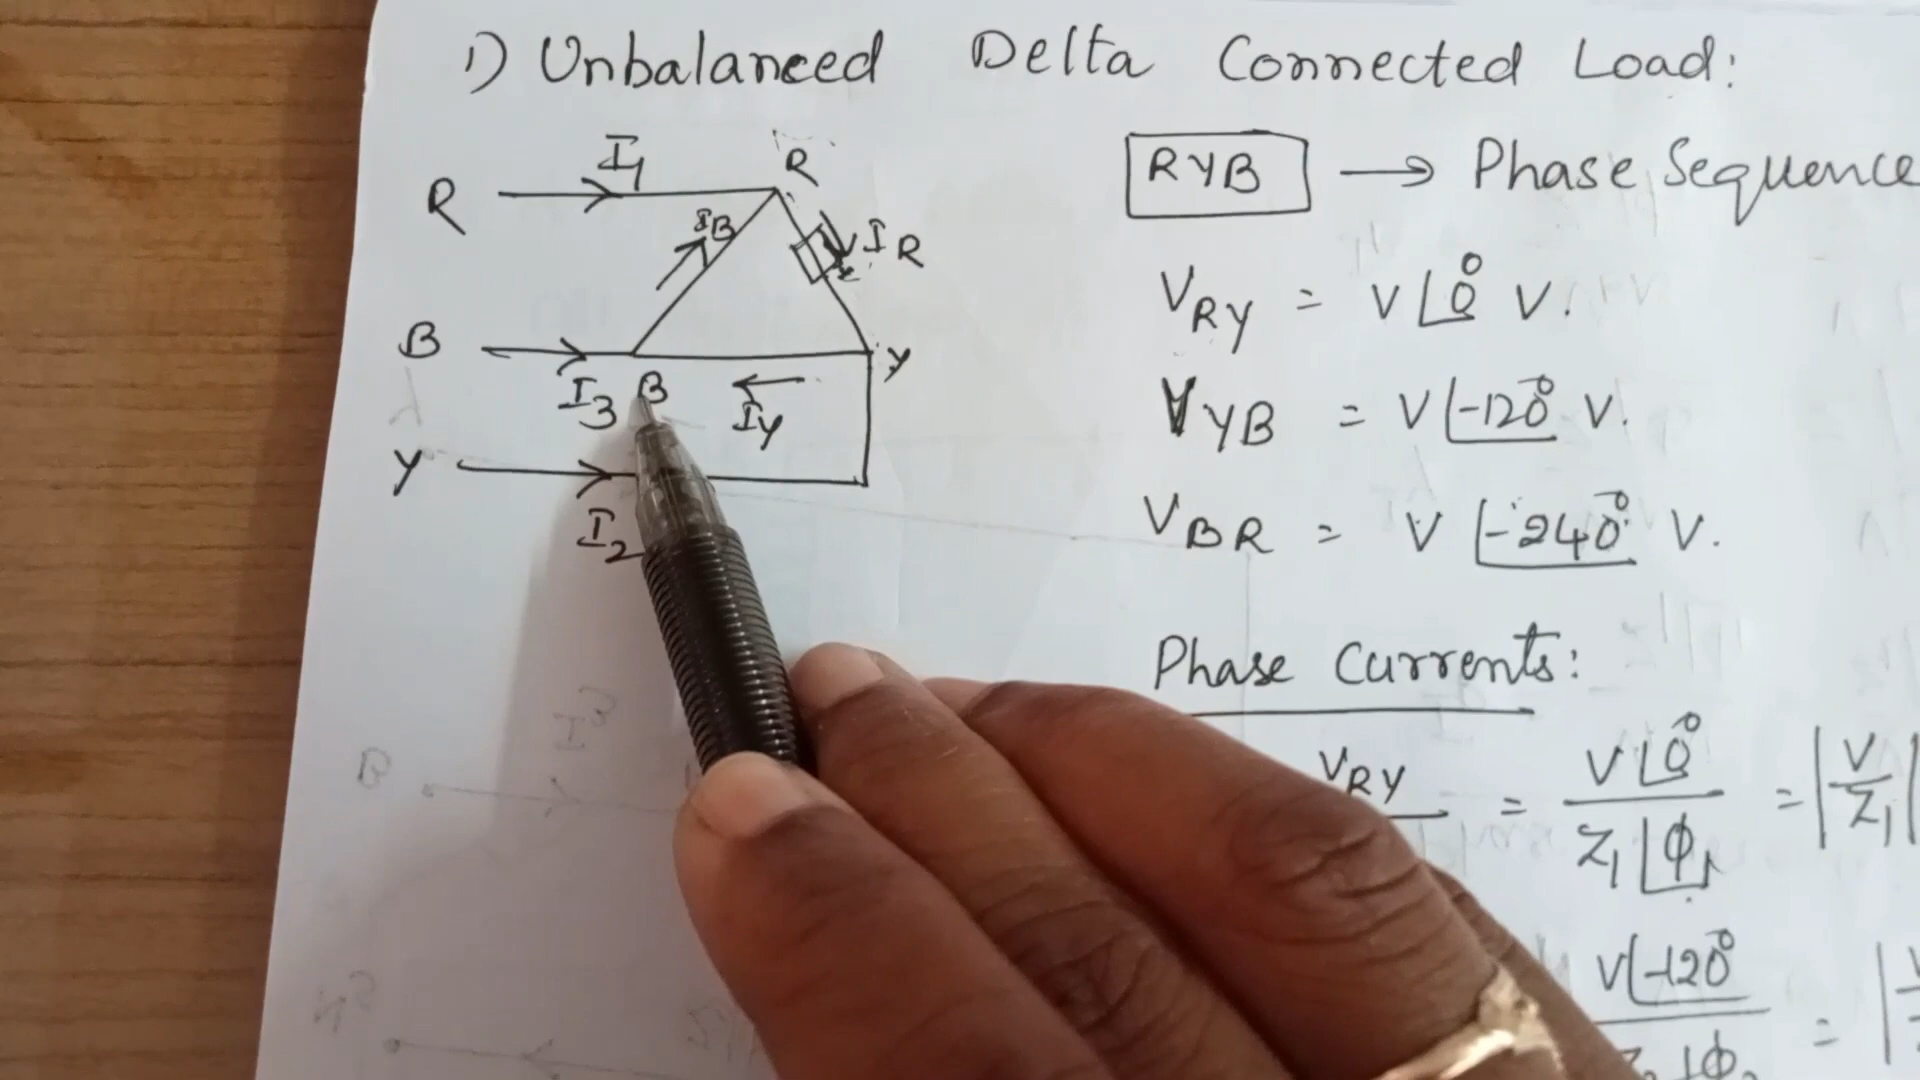 1) Unbalanced Delta Connected Load:
R I1 R
IB IR
B I3 B Y
IY
Y I2
RYB → Phase Sequence
VRY = V∠0° V.
VYB = V∠-120° V.
VBR = V∠-240° V.
Phase Currents:
VRY = V∠0° / Z1∠ϕ1 = |V/Z1|
V∠-120° =